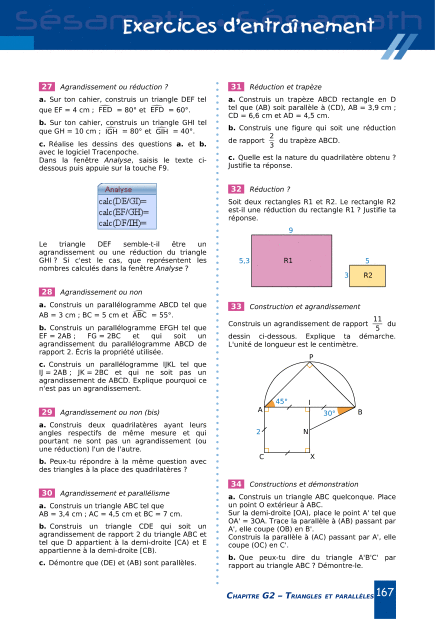 Sésamath Sésamath
Exercices d'entraînement
27 Agrandissement ou réduction ?
a. Sur ton cahier, construis un triangle DEF tel
que EF = 4 cm ; FED = 80° et EFD = 60°.
b. Sur ton cahier, construis un triangle GHI tel
que GH = 10 cm ; IGH = 80° et GIH = 40°.
c. Réalise les dessins des questions a. et b.
avec le logiciel Tracenpoche.
Dans la fenêtre Analyse, saisis le texte ci-
dessous puis appuie sur la touche F9.
Analyse
calc(DE/GI)=
calc(EF/GH)=
calc(DF/IH)=
Le triangle DEF semble-t-il être un
agrandissement ou une réduction du triangle
GHI ? Si c'est le cas, que représentent les
nombres calculés dans la fenêtre Analyse ?
28 Agrandissement ou non
a. Construis un parallélogramme ABCD tel que
AB = 3 cm ; BC = 5 cm et ABC = 55°.
b. Construis un parallélogramme EFGH tel que
EF = 2AB ; FG = 2BC et qui soit un
agrandissement du parallélogramme ABCD de
rapport 2. Écris la propriété utilisée.
c. Construis un parallélogramme IJKL tel que
IJ = 2AB ; JK = 2BC et qui ne soit pas un
agrandissement de ABCD. Explique pourquoi ce
n'est pas un agrandissement.
29 Agrandissement ou non (bis)
a. Construis deux quadrilatères ayant leurs
angles respectifs de même mesure et qui
pourtant ne sont pas un agrandissement (ou
une réduction) l'un de l'autre.
b. Peux-tu répondre à la même question avec
des triangles à la place des quadrilatères ?
30 Agrandissement et parallélisme
a. Construis un triangle ABC tel que
AB = 3,4 cm ; AC = 4,5 cm et BC = 7 cm.
b. Construis un triangle CDE qui soit un
agrandissement de rapport 2 du triangle ABC et
tel que D appartient à la demi-droite [CA) et E
appartienne à la demi-droite [CB).
c. Démontre que (DE) et (AB) sont parallèles.
31 Réduction et trapèze
a. Construis un trapèze ABCD rectangle en D
tel que (AB) soit parallèle à (CD), AB = 3,9 cm ;
CD = 6,6 cm et AD = 4,5 cm.
b. Construis une figure qui soit une réduction
de rapport 2/3 du trapèze ABCD.
c. Quelle est la nature du quadrilatère obtenu ?
Justifie ta réponse.
32 Réduction ?
Soit deux rectangles R1 et R2. Le rectangle R2
est-il une réduction du rectangle R1 ? Justifie ta
réponse.
9
5,3 R1
5
3 R2
33 Construction et agrandissement
Construis un agrandissement de rapport 11/5 du
dessin ci-dessous. Explique ta démarche.
L'unité de longueur est le centimètre.
P
45° I
A 30° B
2 N
C X
34 Constructions et démonstration
a. Construis un triangle ABC quelconque. Place
un point O extérieur à ABC.
Sur la demi-droite [OA), place le point A' tel que
OA' = 3OA. Trace la parallèle à (AB) passant par
A', elle coupe (OB) en B'.
Construis la parallèle à (AC) passant par A', elle
coupe (OC) en C'.
b. Que peux-tu dire du triangle A'B'C' par
rapport au triangle ABC ? Démontre-le.
CHAPITRE G2 – TRIANGLES ET PARALLÈLES 167